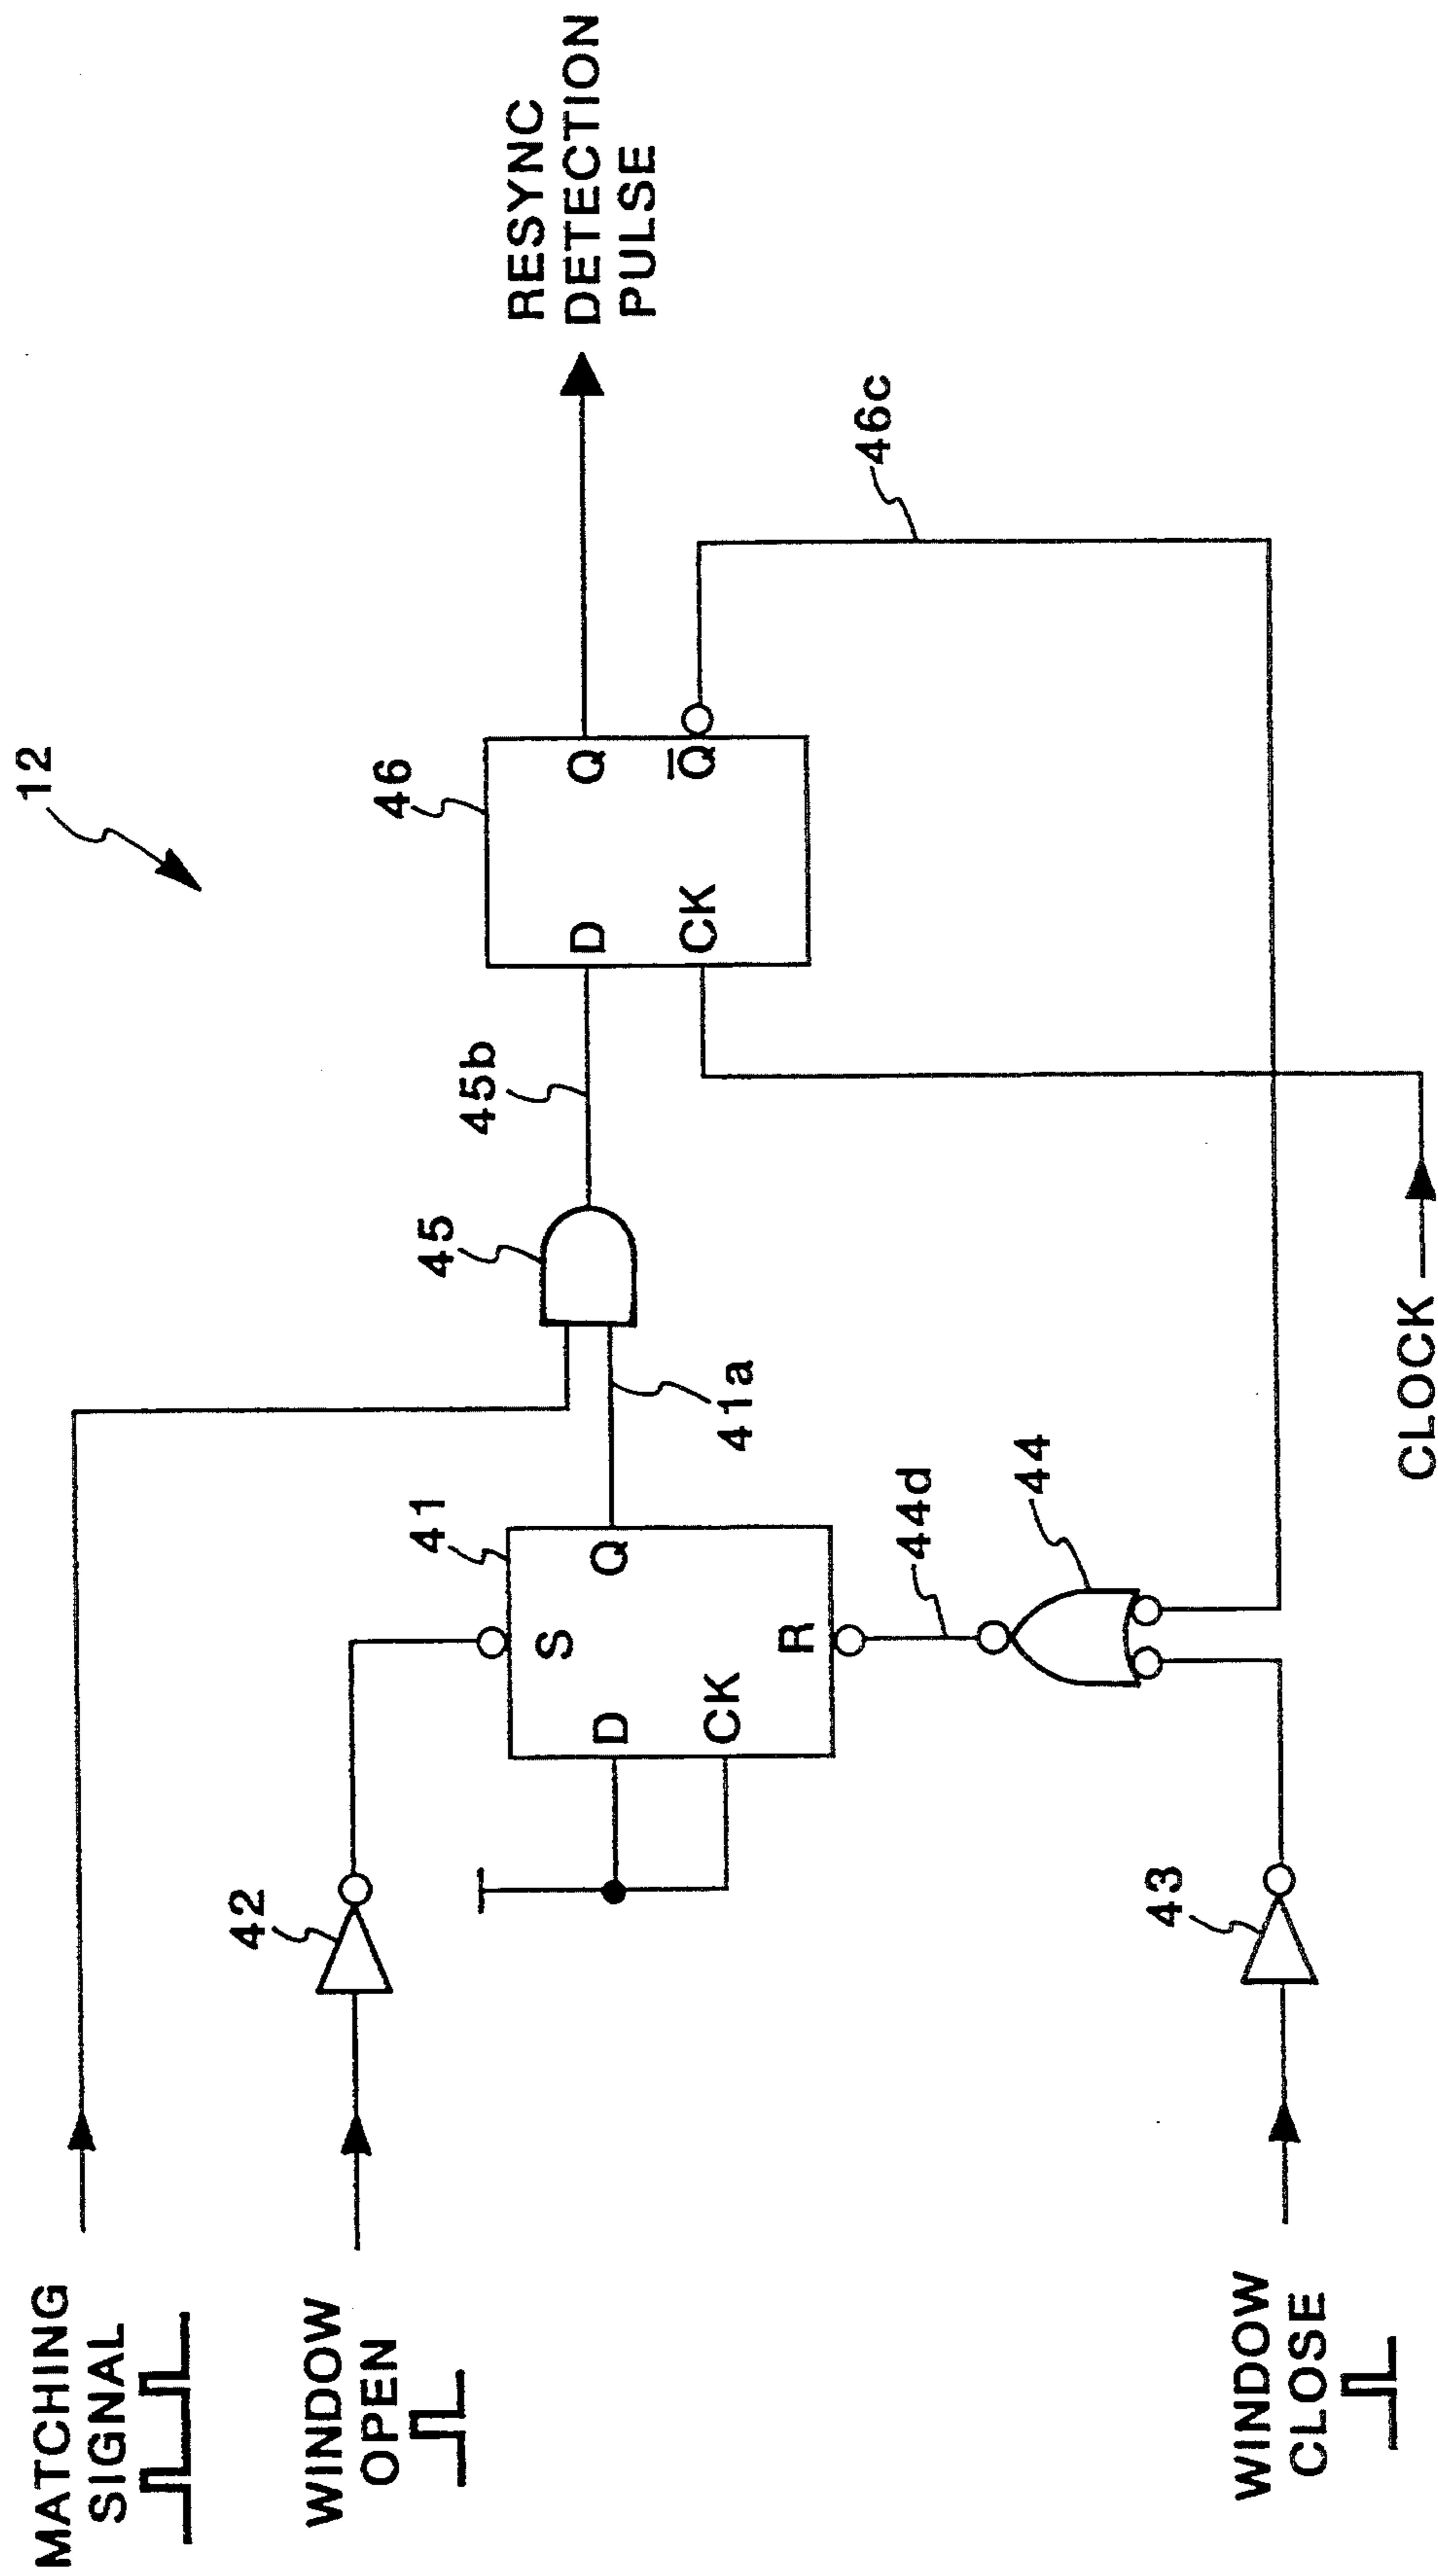 12
MATCHING
SIGNAL
WINDOW
OPEN
42
41
S
D
Q
CK
R
41a
45
45b
46
D
Q
CK
Q̅
RESYNC
DETECTION
PULSE
46c
44d
44
43
WINDOW
CLOSE
CLOCK